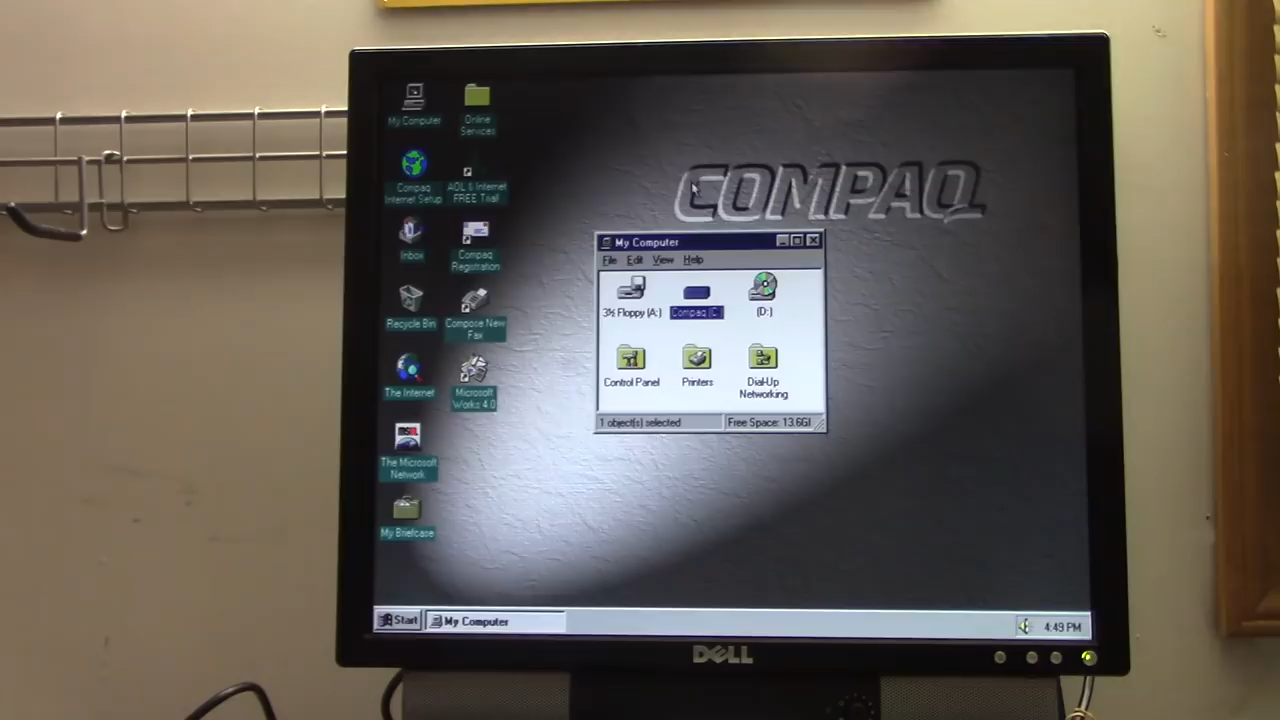 My Computer
Online
Services
Compaq
Internet Setup
AOL & Internet
FREE Trial!
Inbox
Compaq
Registration
Recycle Bin
Compose New
Fax
The Internet
Microsoft
Works 4.0
msn
The Microsoft
Network
My Briefcase
COMPAQ
My Computer
File Edit View Help
3½ Floppy (A:)
Compaq (C:)
(D:)
Control Panel
Printers
Dial-Up
Networking
1 object(s) selected
Free Space: 13.6G
Start
My Computer
4:49 PM
DELL